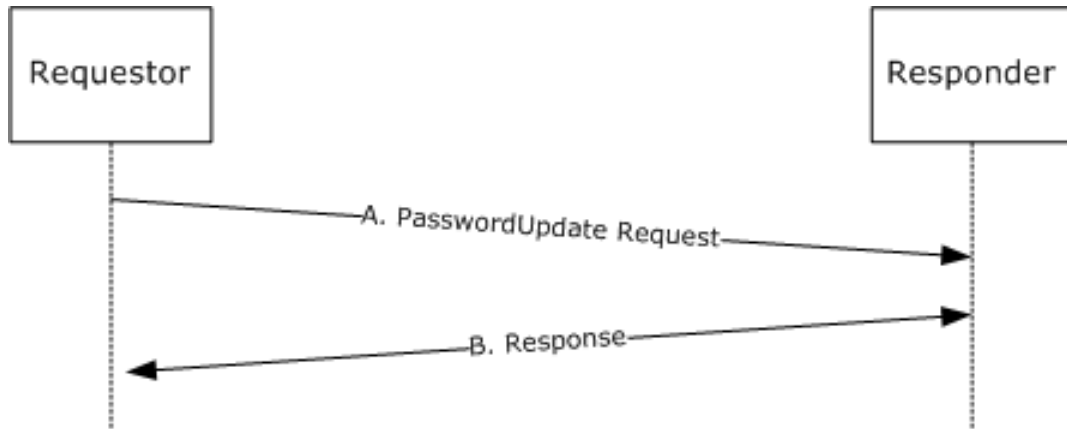 Requestor
Responder
A. PasswordUpdate Request
B. Response